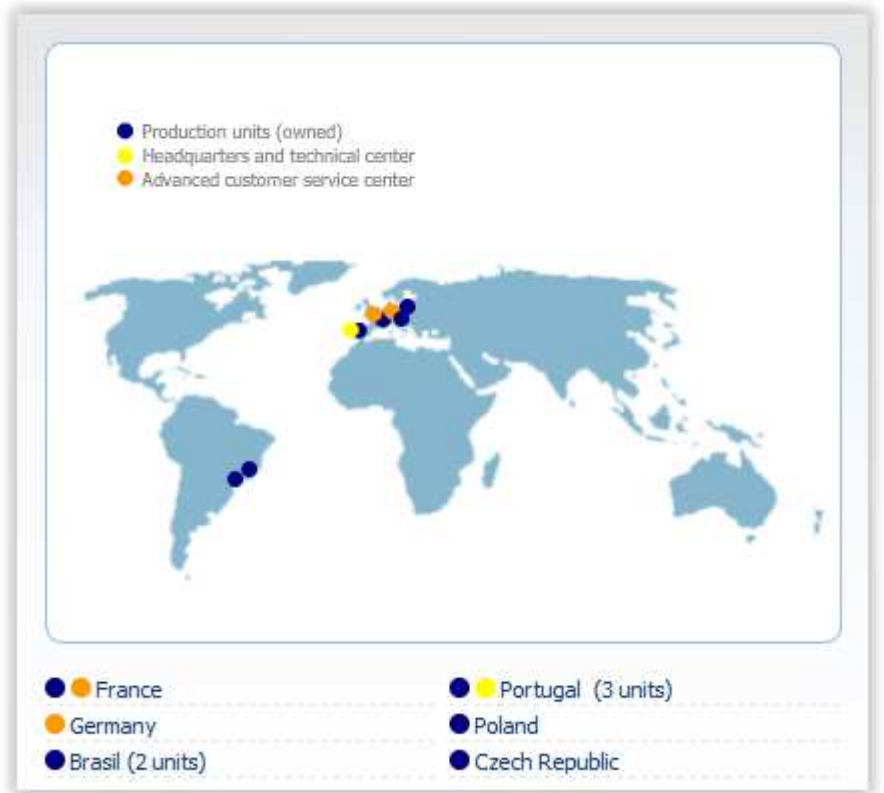 Production units (owned)
Headquarters and technical center
Advanced customer service center
France
Portugal (3 units)
Germany
Poland
Brasil (2 units)
Czech Republic